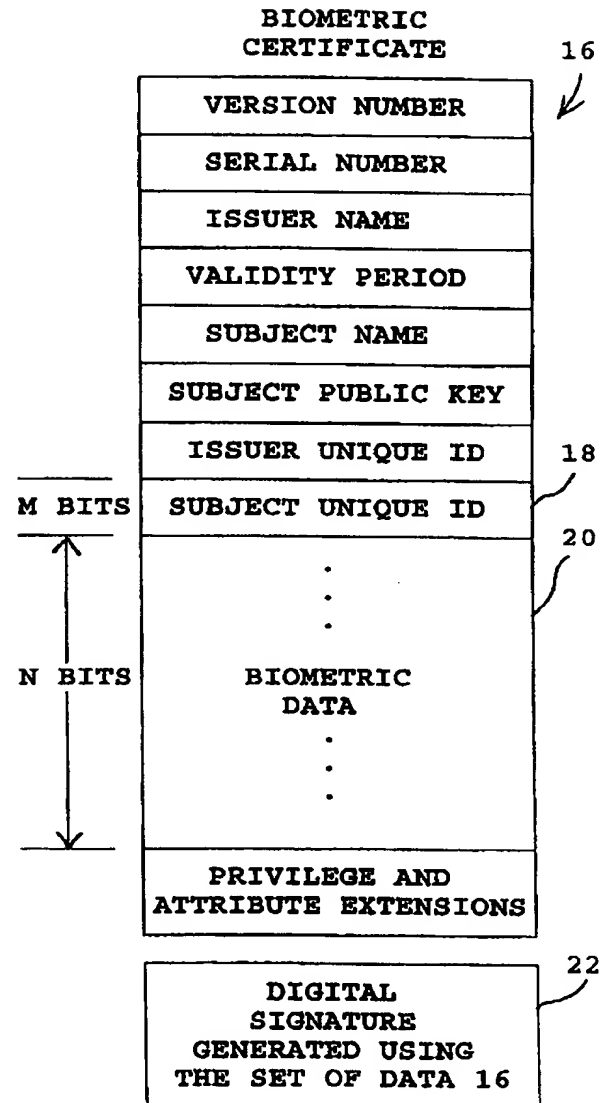 BIOMETRIC
CERTIFICATE
16
VERSION NUMBER
SERIAL NUMBER
ISSUER NAME
VALIDITY PERIOD
SUBJECT NAME
SUBJECT PUBLIC KEY
ISSUER UNIQUE ID
18
M BITS
SUBJECT UNIQUE ID
20
N BITS
BIOMETRIC
DATA
PRIVILEGE AND
ATTRIBUTE EXTENSIONS
22
DIGITAL
SIGNATURE
GENERATED USING
THE SET OF DATA 16